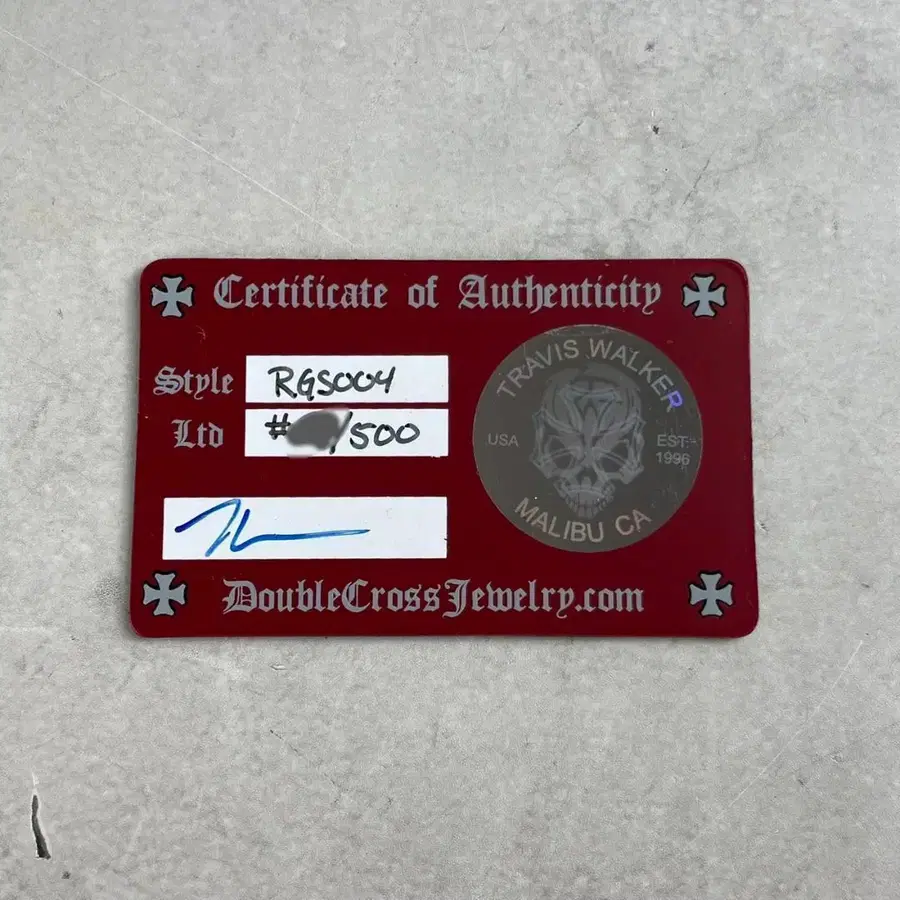 Certificate of Authenticity
Style RGS004
Ltd # /500
TRAVIS WALKER
USA
EST
1996
MALIBU CA
DoubleCrossJewelry.com